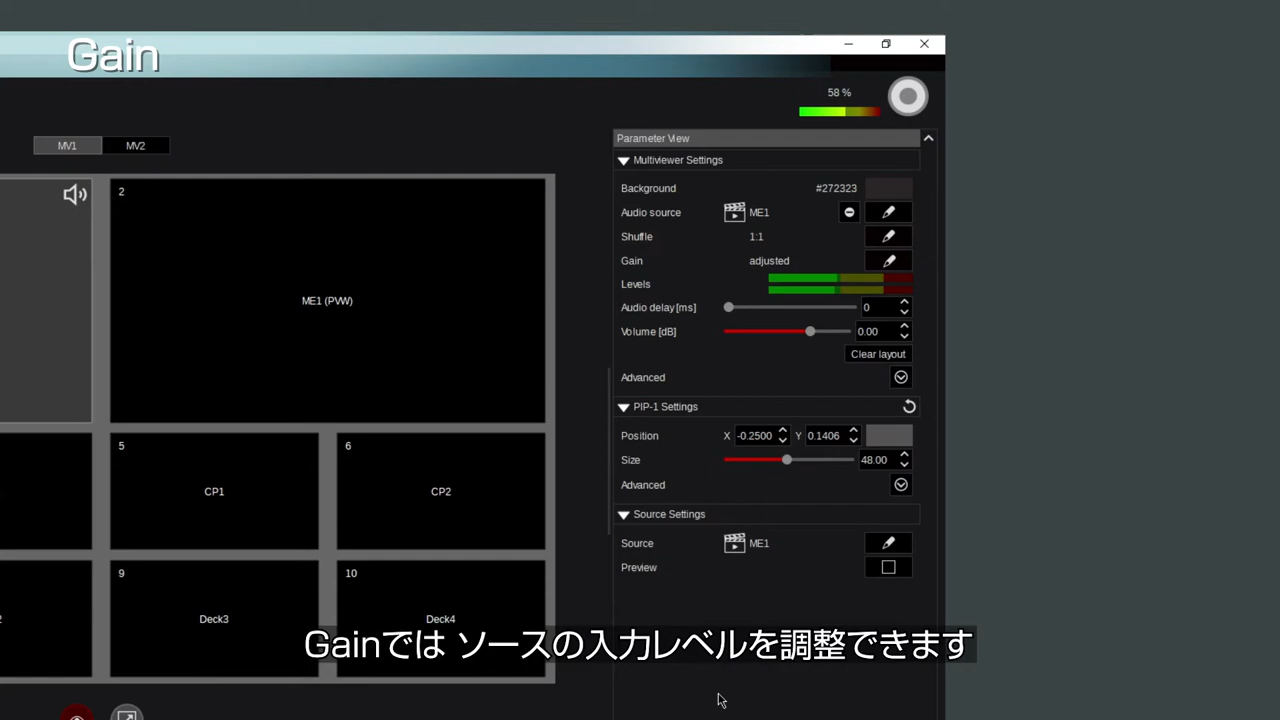 Gain
58 %
MV1
MV2
Parameter View
Multiviewer Settings
Background
#272323
Audio source
ME1
Shuffle
1:1
Gain
adjusted
Levels
Audio delay[ms]
0
Volume [dB]
0.00
Clear layout
Advanced
PIP-1 Settings
Position
X
-0.2500
Y
0.1406
Size
48.00
Advanced
Source Settings
Source
ME1
Preview
2
ME1 (PVW)
5
CP1
6
CP2
9
Deck3
10
Deck4
Gainでは ソースの入力レベルを調整できます